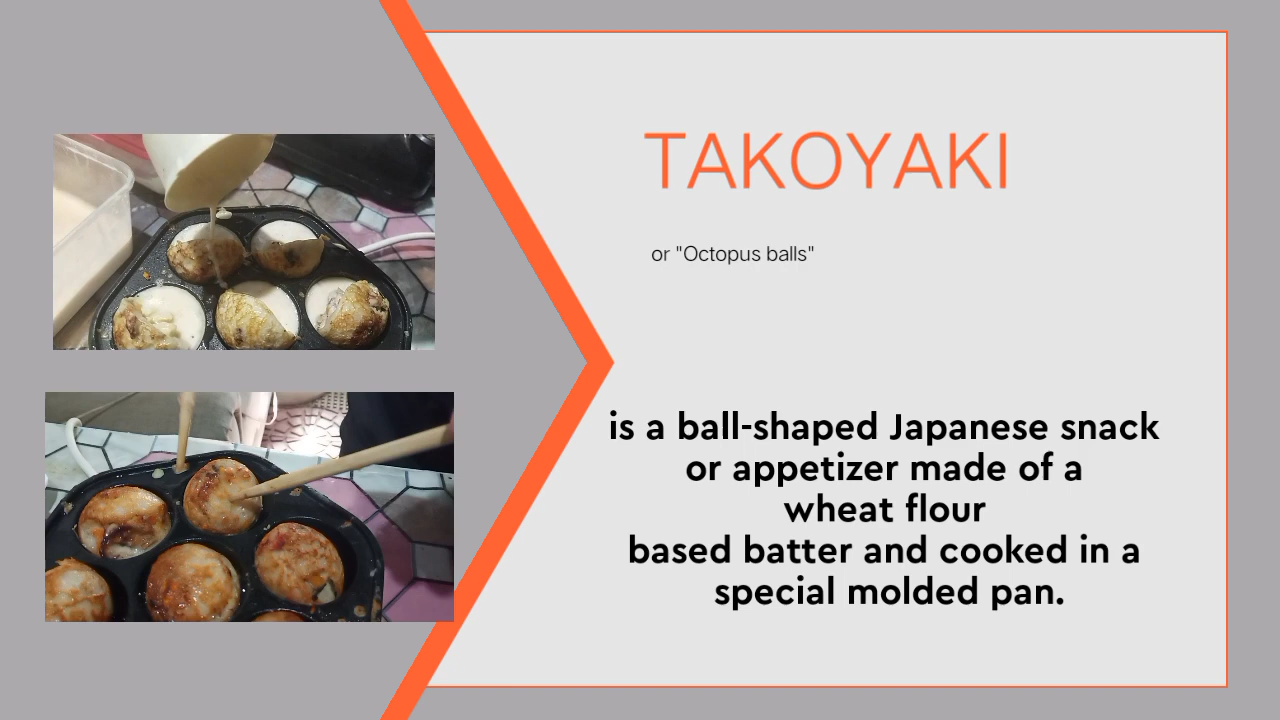 TAKOYAKI
or "Octopus balls"
is a ball-shaped Japanese snack
or appetizer made of a
wheat flour
based batter and cooked in a
special molded pan.